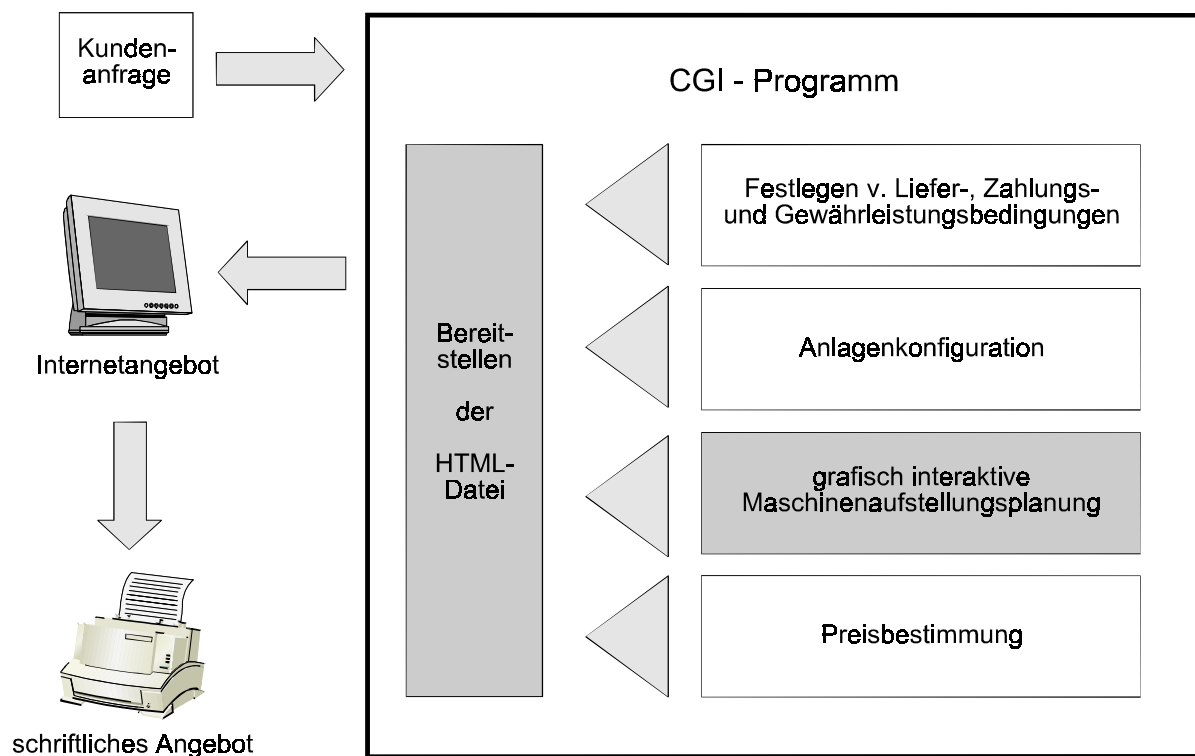 Kunden-
anfrage
CGI - Programm
Festlegen v. Liefer-, Zahlungs-
und Gewährleistungsbedingungen
Internetangebot
Bereit-
stellen
der
HTML-
Datei
Anlagenkonfiguration
grafisch interaktive
Maschinenaufstellungsplanung
Preisbestimmung
schriftliches Angebot